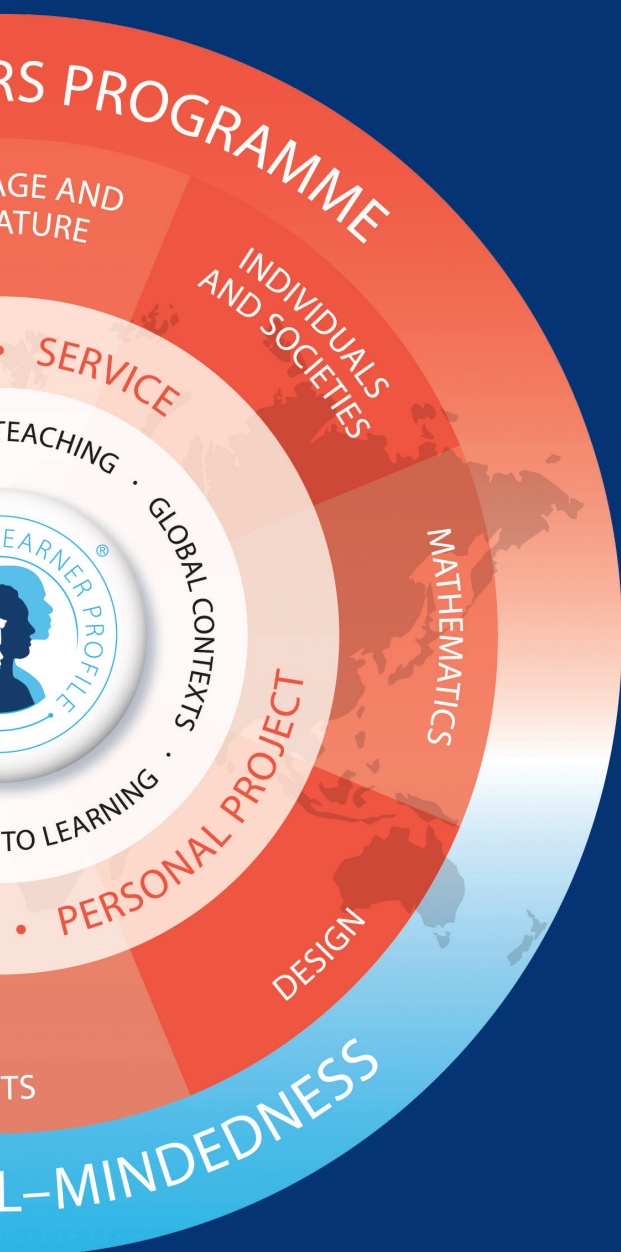 RS PROGRAMME
AGE AND
ATURE
INDIVIDUALS
AND SOCIETIES
MATHEMATICS
DESIGN
TS
L–MINDEDNESS
• SERVICE
• PERSONAL PROJECT
TEACHING · GLOBAL CONTEXTS ·
TO LEARNING
EARNER PROFILE
®